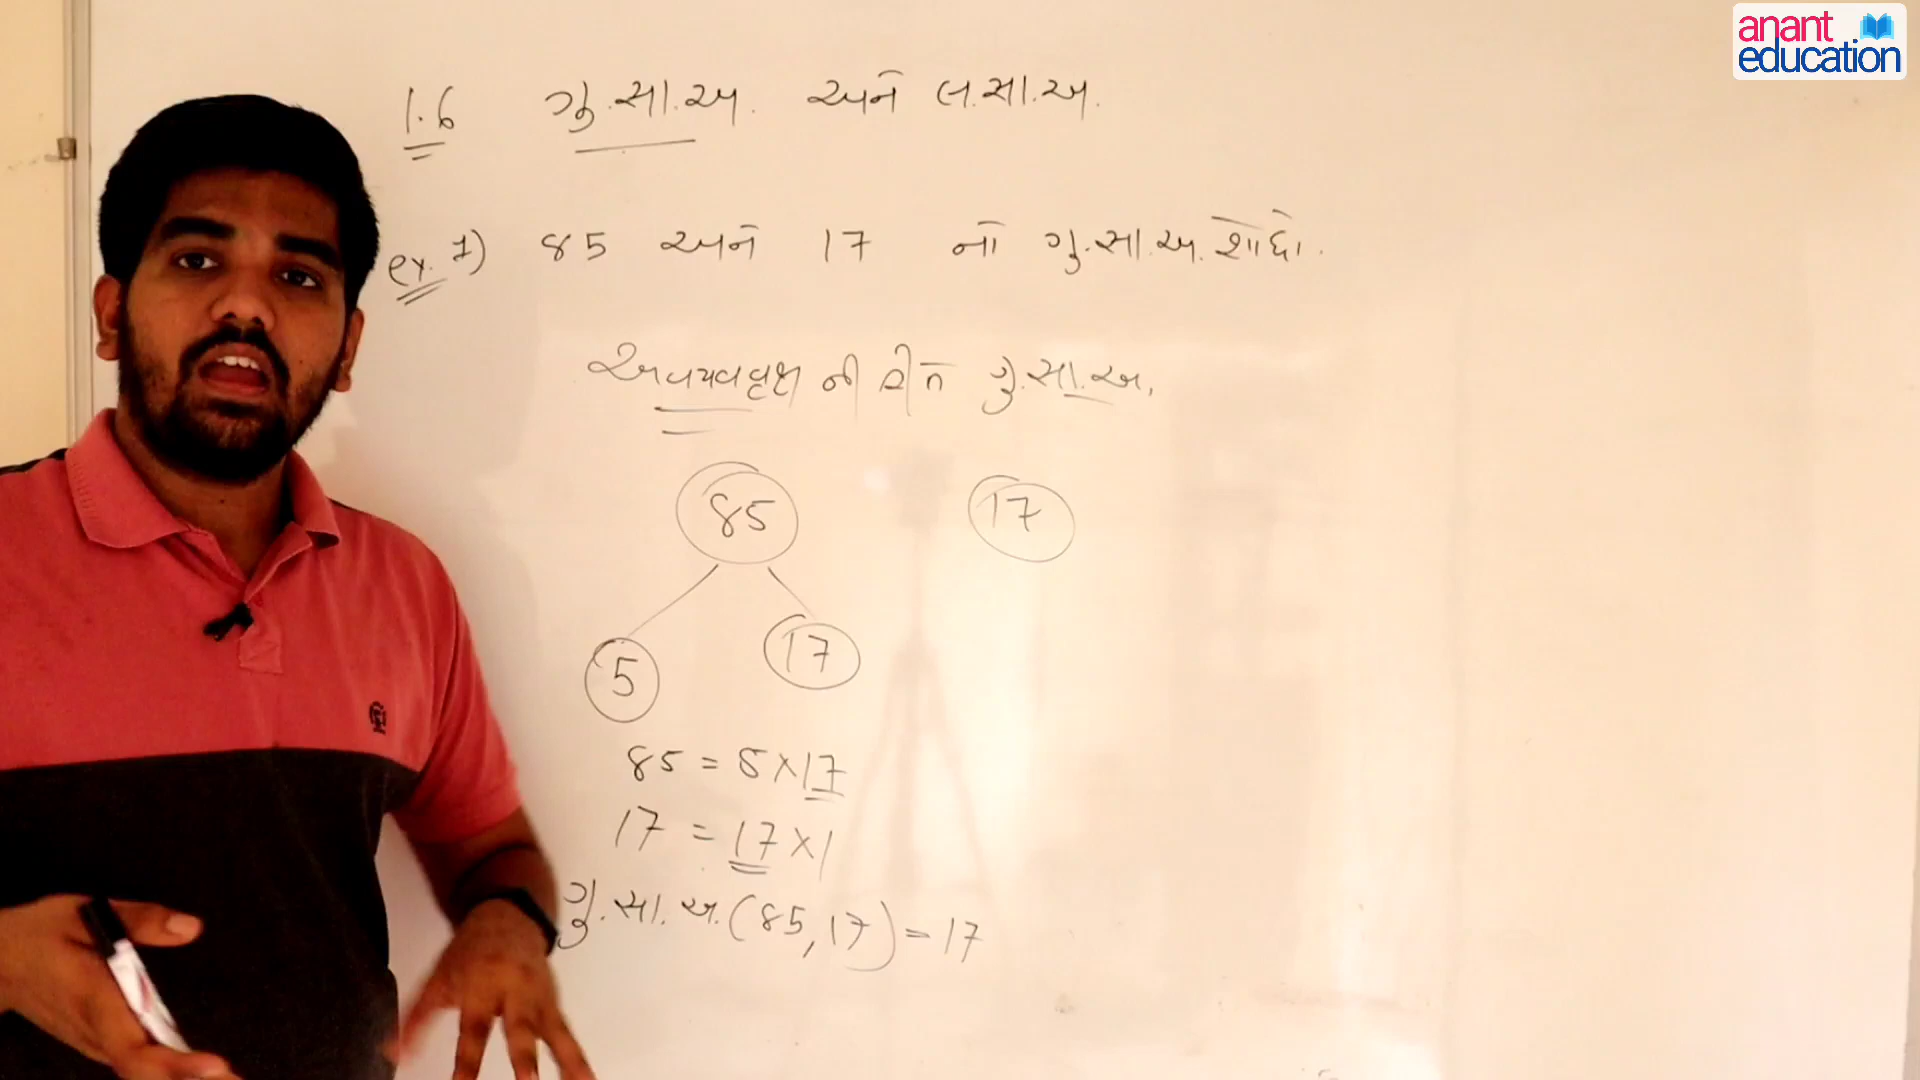 anant
education
1.6 ગુ.સા.અ. અને લ.સા.અ.
ex. 1) 85 અને 17 નો ગુ.સા.અ. શોધો.
અવયવવૃક્ષ ની રીતે ગુ.સા.અ.
85 17
5 17
85 = 5×17
17 = 17×1
ગુ.સા.અ. (85, 17) = 17